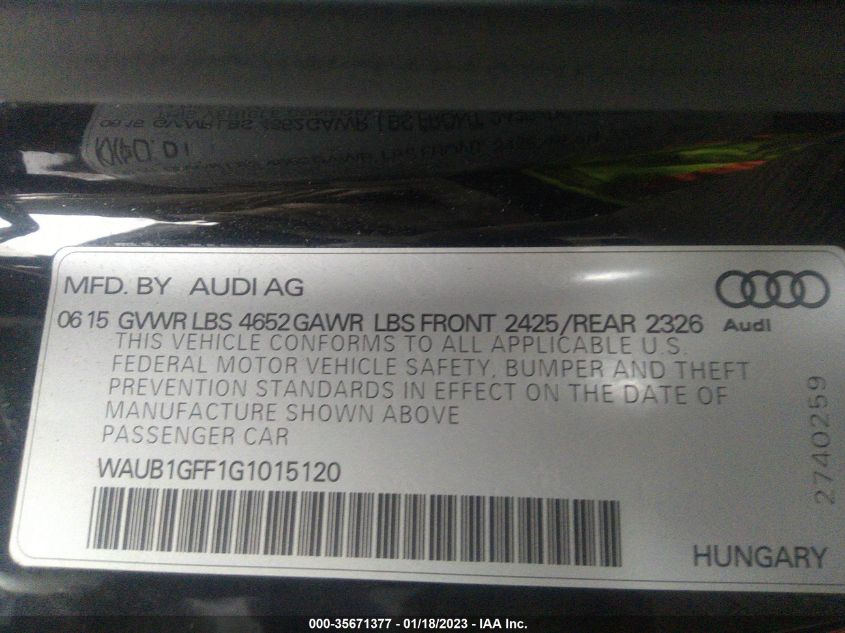 MFD. BY AUDI AG
06 15 GVWR LBS 4652 GAWR LBS FRONT 2425/REAR 2326
Audi
THIS VEHICLE CONFORMS TO ALL APPLICABLE U.S.
FEDERAL MOTOR VEHICLE SAFETY, BUMPER AND THEFT
PREVENTION STANDARDS IN EFFECT ON THE DATE OF
MANUFACTURE SHOWN ABOVE
PASSENGER CAR
WAUB1GFF1G1015120
2740259
HUNGARY
000-35671377 - 01/18/2023 - IAA Inc.